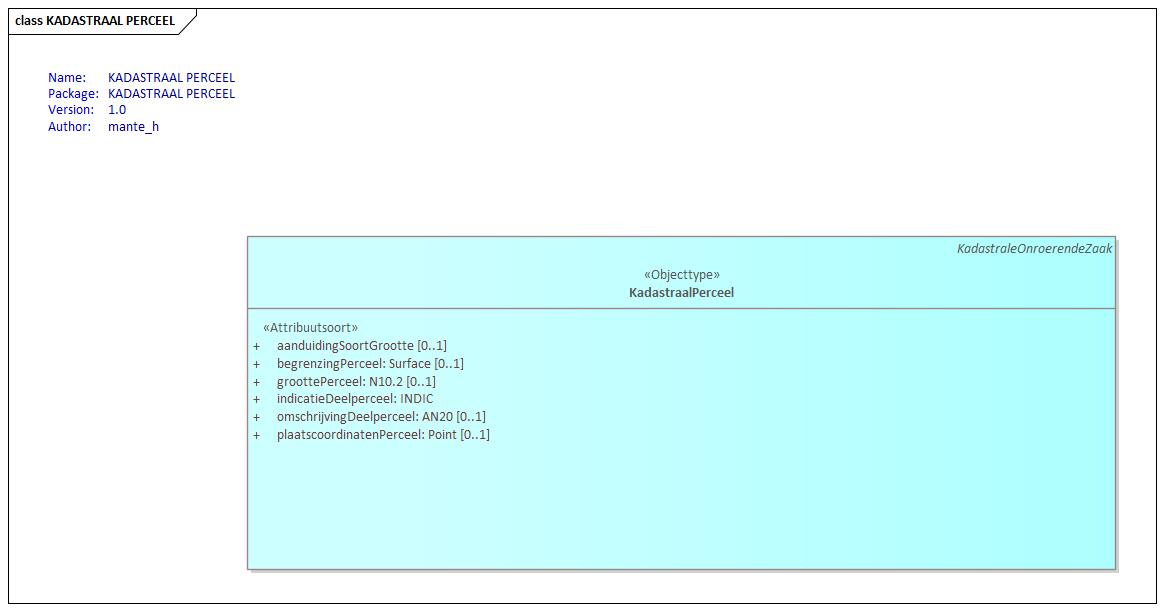 class KADASTRAAL PERCEEL
Name: KADASTRAAL PERCEEL
Package: KADASTRAAL PERCEEL
Version: 1.0
Author: mante_h
KadastraleOnroerendeZaak
«Objecttype»
KadastraalPerceel
«Attribuutsoort»
+ aanduidingSoortGrootte [0..1]
+ begrenzingPerceel: Surface [0..1]
+ groottePerceel: N10.2 [0..1]
+ indicatieDeelperceel: INDIC
+ omschrijvingDeelperceel: AN20 [0..1]
+ plaatscoordinatenPerceel: Point [0..1]